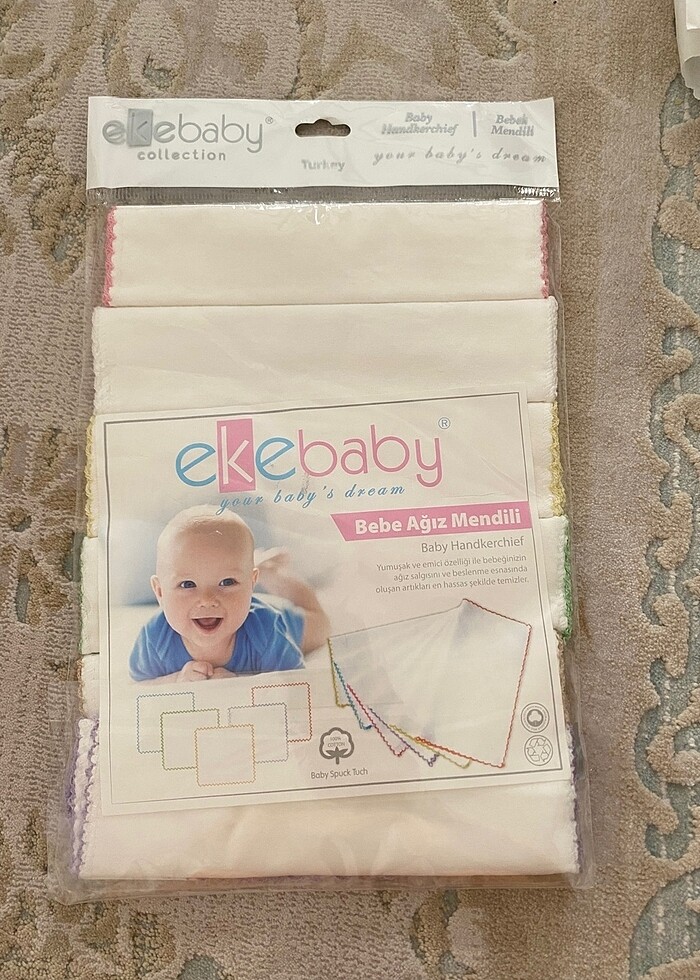 ekebaby®
collection
Turkey
Baby
Handkerchief
Bebek
Mendili
your baby's dream
ekebaby®
your baby's dream
Bebe Ağız Mendili
Baby Handkerchief
Yumuşak ve emici özelliği ile bebeğinizin
ağız salgısını ve beslenme esnasında
oluşan artıkları en hassas şekilde temizler.
100%
COTTON
Baby Spuck Tuch